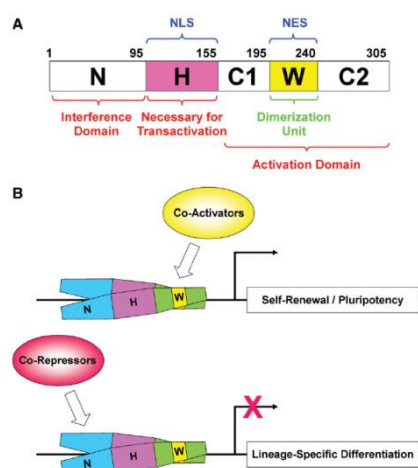 A
NLS
NES
1
95
155
195
240
305
N
H
C1
W
C2
Interference
Domain
Necessary for
Transactivation
Dimerization
Unit
Activation Domain
B
Co-Activators
N
H
W
Self-Renewal / Pluripotency
Co-Repressors
X
N
H
W
Lineage-Specific Differentiation